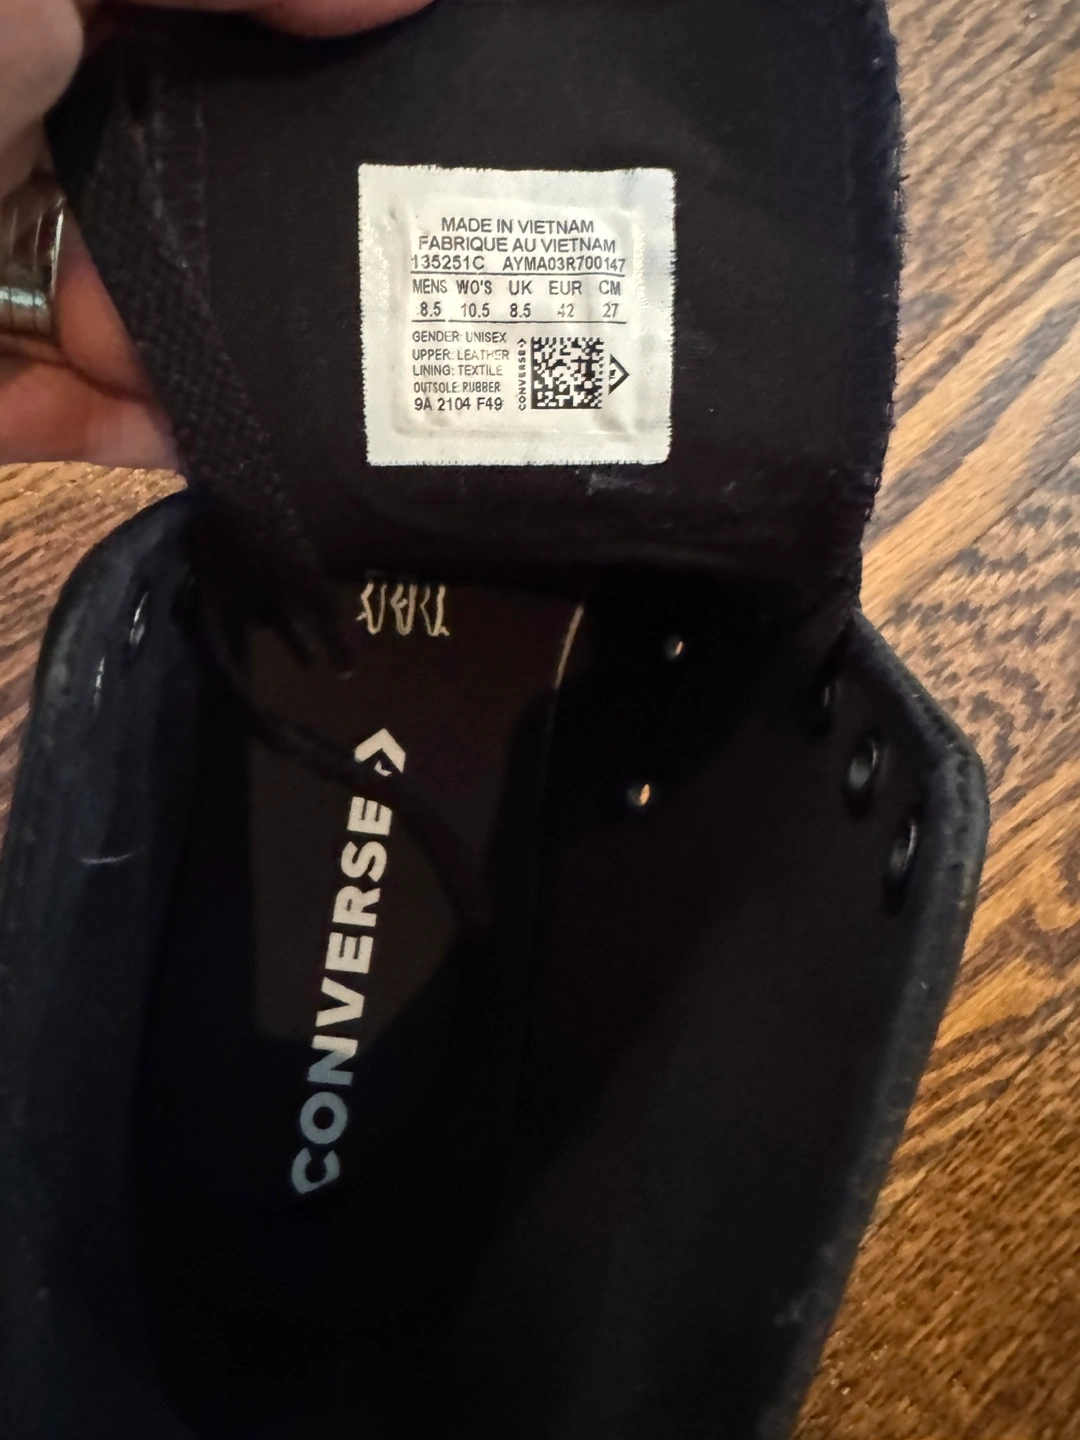 MADE IN VIETNAM
FABRIQUE AU VIETNAM
135251C AYMA03R700147
MENS WO'S UK EUR CM
8.5 10.5 8.5 42 27
GENDER: UNISEX
UPPER: LEATHER
LINING: TEXTILE
OUTSOLE: RUBBER
9A 2104 F49
CONVERSE
CONVERSE